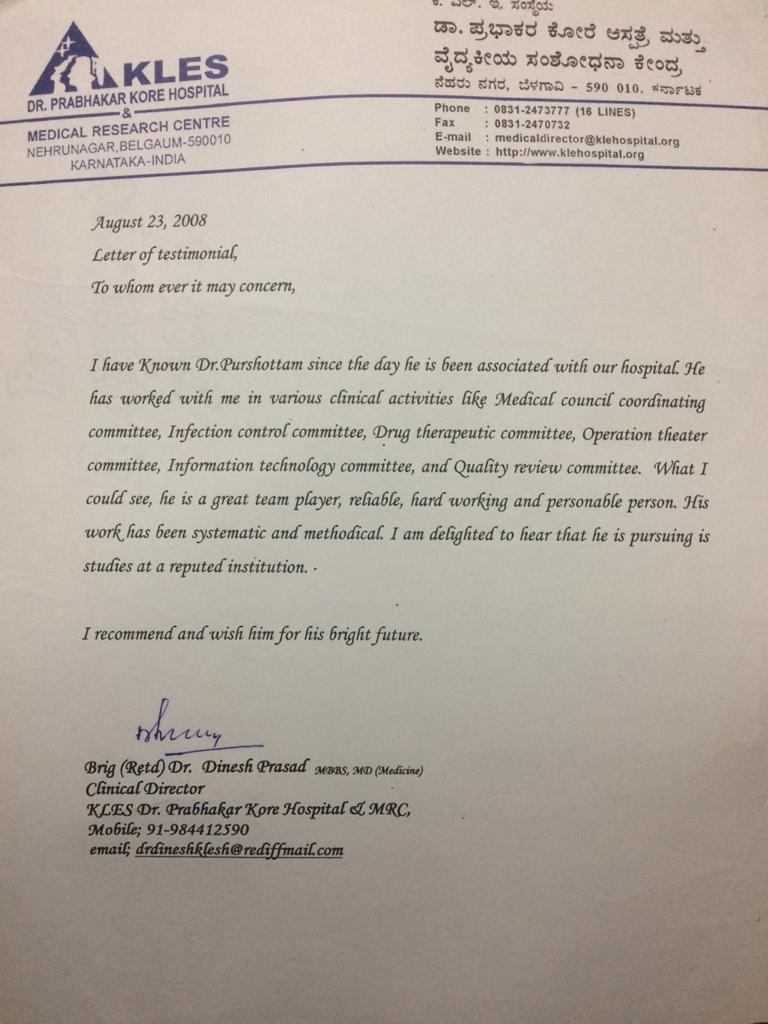 KLES
DR. PRABHAKAR KORE HOSPITAL
&
MEDICAL RESEARCH CENTRE
NEHRUNAGAR,BELGAUM-590010
KARNATAKA-INDIA
ಕೆ. ಎಲ್. ಇ. ಸಂಸ್ಥೆಯ
ಡಾ. ಪ್ರಭಾಕರ ಕೋರೆ ಆಸ್ಪತ್ರೆ ಮತ್ತು
ವೈದ್ಯಕೀಯ ಸಂಶೋಧನಾ ಕೇಂದ್ರ
ನೆಹರು ನಗರ, ಬೆಳಗಾವಿ - 590 010. ಕರ್ನಾಟಕ
Phone : 0831-2473777 (16 LINES)
Fax : 0831-2470732
E-mail : medicaldirector@klehospital.org
Website : http://www.klehospital.org
August 23, 2008
Letter of testimonial,
To whom ever it may concern,
I have Known Dr.Purshottam since the day he is been associated with our hospital. He
has worked with me in various clinical activities like Medical council coordinating
committee, Infection control committee, Drug therapeutic committee, Operation theater
committee, Information technology committee, and Quality review committee. What I
could see, he is a great team player, reliable, hard working and personable person. His
work has been systematic and methodical. I am delighted to hear that he is pursuing is
studies at a reputed institution. .
I recommend and wish him for his bright future.
Brig (Retd) Dr. Dinesh Prasad MBBS, MD (Medicine)
Clinical Director
KLES Dr. Prabhakar Kore Hospital & MRC,
Mobile; 91-984412590
email; drdineshklesh@rediffmail.com